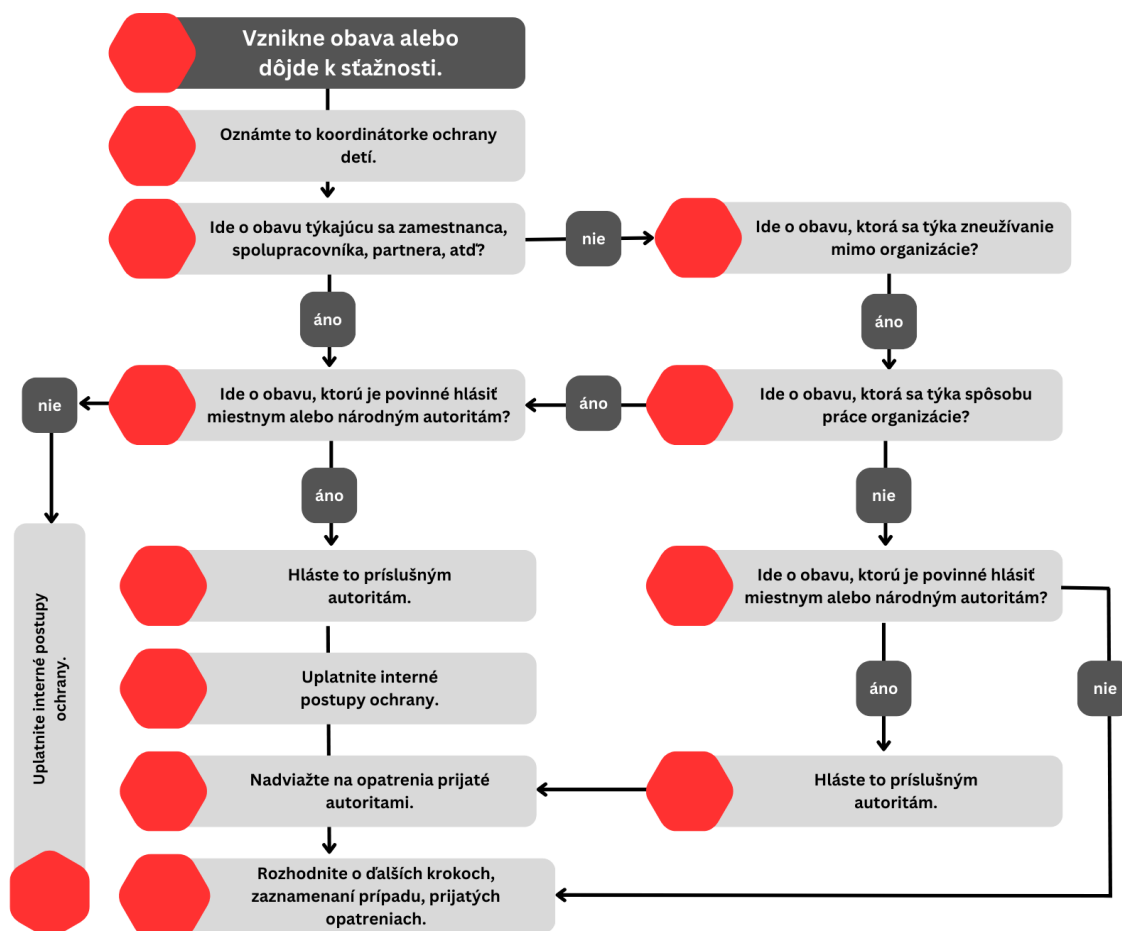 Vznikne obava alebo
dôjde k sťažnosti.
Oznámte to koordinátorke ochrany
detí.
Ide o obavu týkajúcu sa zamestnanca,
spolupracovníka, partnera, atď?
nie
Ide o obavu, ktorá sa týka zneužívanie
mimo organizácie?
áno
áno
nie
Ide o obavu, ktorú je povinné hlásiť
miestnym alebo národným autoritám?
áno
Ide o obavu, ktorá sa týka spôsobu
práce organizácie?
áno
nie
Hláste to príslušným
autoritám.
Ide o obavu, ktorú je povinné hlásiť
miestnym alebo národným autoritám?
Uplatnite interné postupy
ochrany.
Uplatnite interné
postupy ochrany.
áno
nie
Nadviažte na opatrenia prijaté
autoritami.
Hláste to príslušným
autoritám.
Rozhodnite o ďalších krokoch,
zaznamenaní prípadu, prijatých
opatreniach.